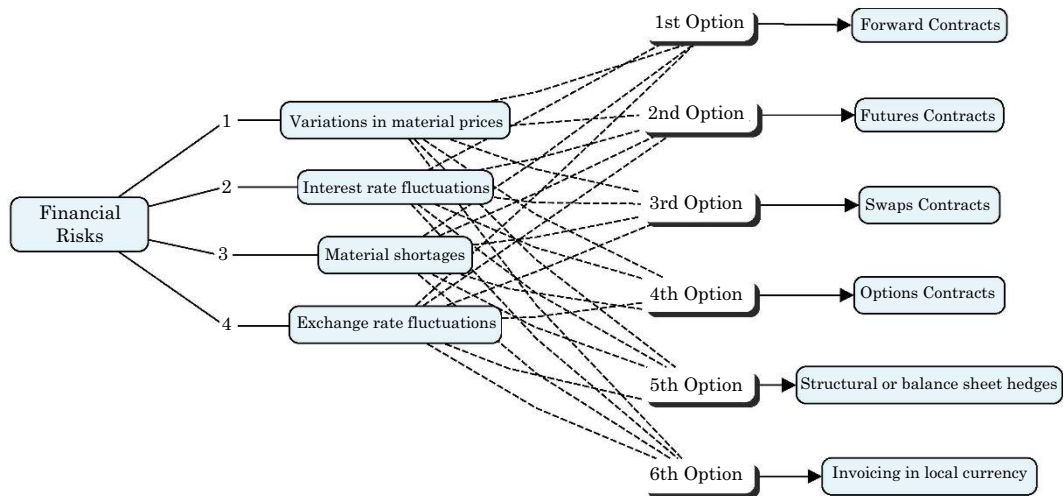 Financial
Risks
1
Variations in material prices
2
Interest rate fluctuations
3
Material shortages
4
Exchange rate fluctuations
1st Option
Forward Contracts
2nd Option
Futures Contracts
3rd Option
Swaps Contracts
4th Option
Options Contracts
5th Option
Structural or balance sheet hedges
6th Option
Invoicing in local currency